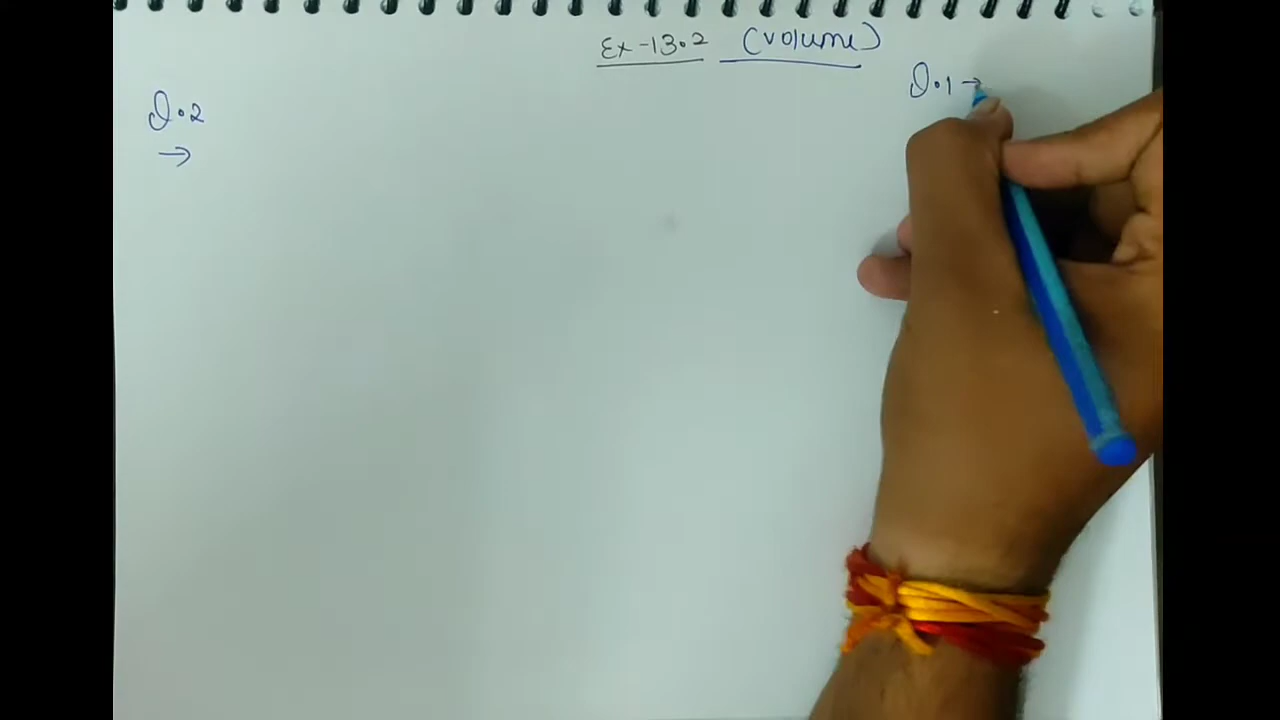 Ex-13.2 (Volume)
Q.1 →
Q.2
→